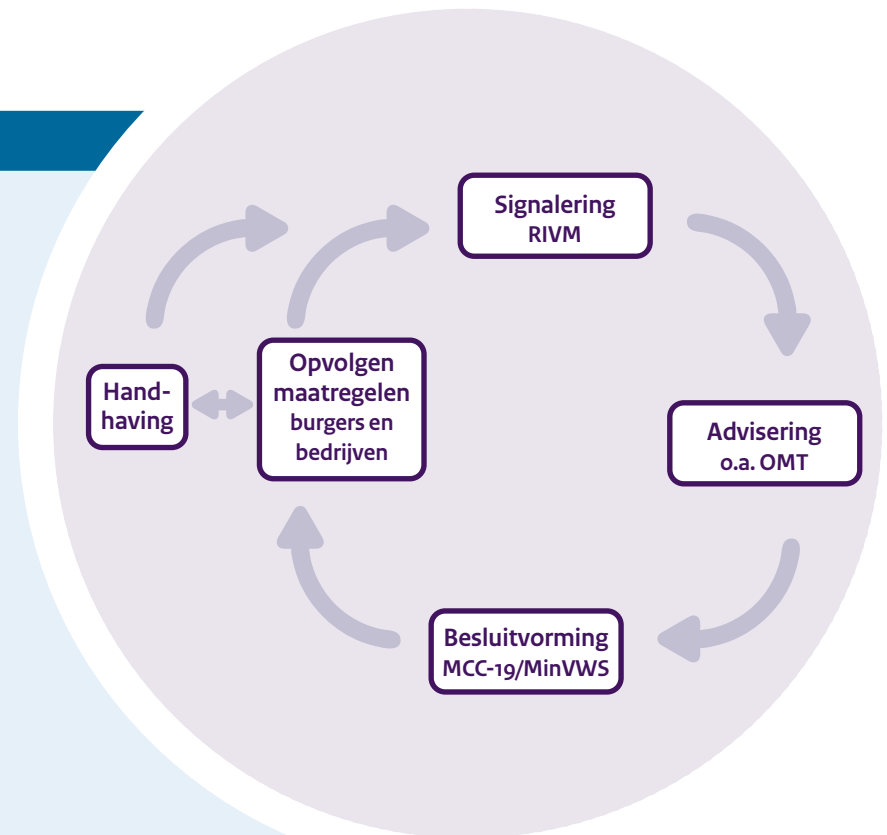 Signalering
RIVM
Hand-
having
Opvolgen
maatregelen
burgers en
bedrijven
Advisering
o.a. OMT
Besluitvorming
MCC-19/MinVWS